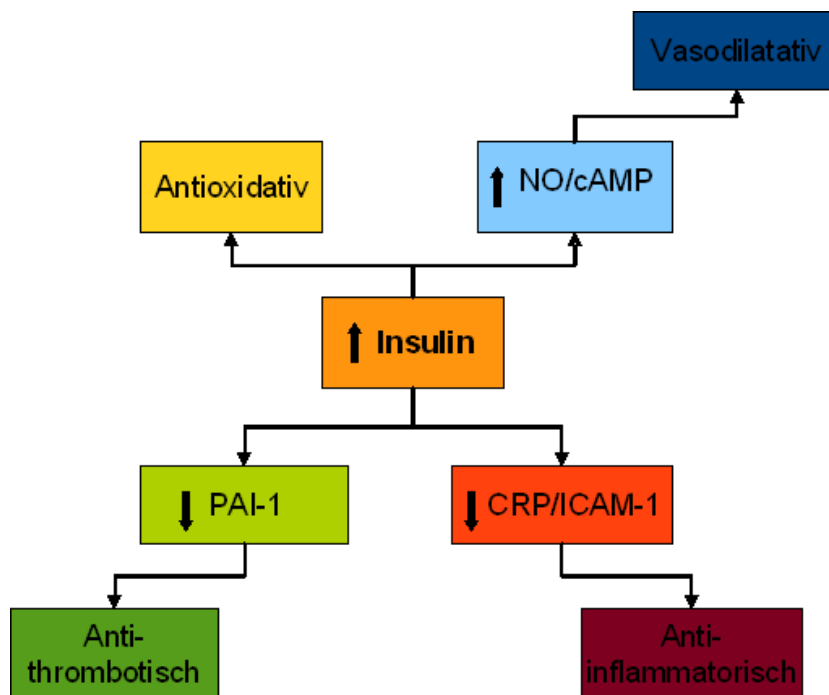 Vasodilatativ
Antioxidativ
NO/cAMP
Insulin
PAI-1
CRP/ICAM-1
Anti-
thrombotisch
Anti-
inflammatorisch